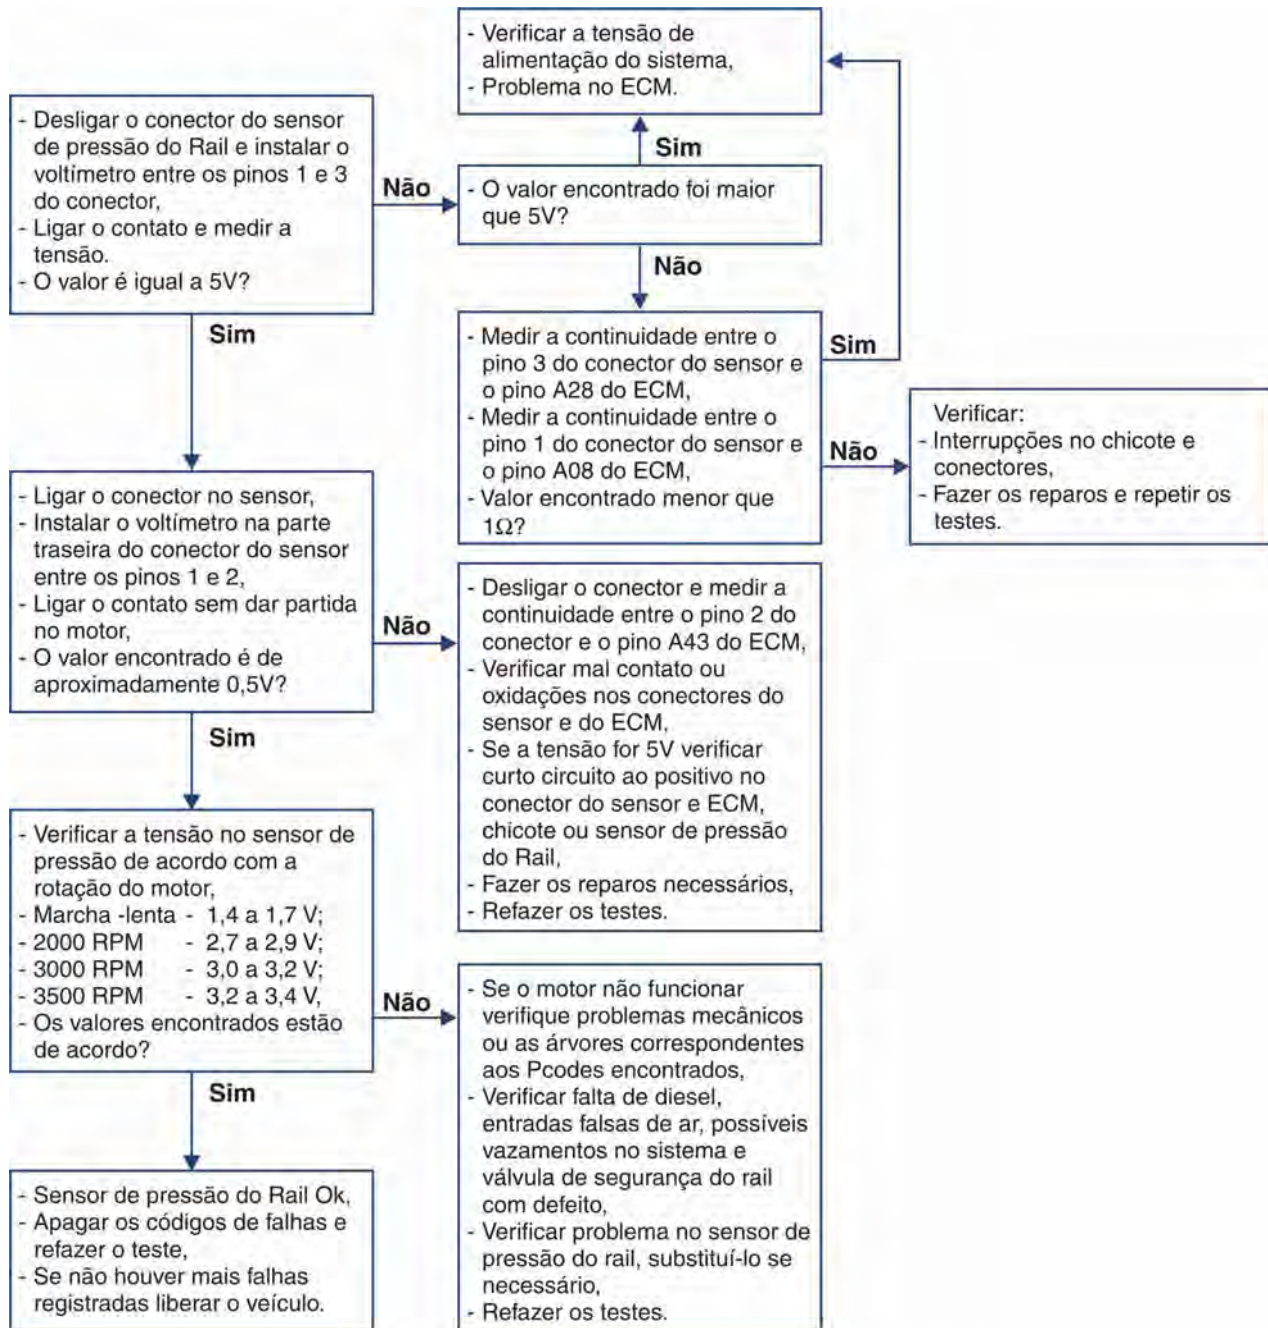 - Verificar a tensão de
alimentação do sistema,
- Problema no ECM.
Sim
- Desligar o conector do sensor
de pressão do Rail e instalar o
voltímetro entre os pinos 1 e 3
do conector,
- Ligar o contato e medir a
tensão.
- O valor é igual a 5V?
Não
- O valor encontrado foi maior
que 5V?
Não
Sim
- Medir a continuidade entre o
pino 3 do conector do sensor e
o pino A28 do ECM,
- Medir a continuidade entre o
pino 1 do conector do sensor e
o pino A08 do ECM,
- Valor encontrado menor que
1Ω?
Sim
Não
Verificar:
- Interrupções no chicote e
conectores,
- Fazer os reparos e repetir os
testes.
- Ligar o conector no sensor,
- Instalar o voltímetro na parte
traseira do conector do sensor
entre os pinos 1 e 2,
- Ligar o contato sem dar partida
no motor,
- O valor encontrado é de
aproximadamente 0,5V?
Não
- Desligar o conector e medir a
continuidade entre o pino 2 do
conector e o pino A43 do ECM,
- Verificar mal contato ou
oxidações nos conectores do
sensor e do ECM,
- Se a tensão for 5V verificar
curto circuito ao positivo no
conector do sensor e ECM,
chicote ou sensor de pressão
do Rail,
- Fazer os reparos necessários,
- Refazer os testes.
Sim
- Verificar a tensão no sensor de
pressão de acordo com a
rotação do motor,
- Marcha -lenta - 1,4 a 1,7 V;
- 2000 RPM - 2,7 a 2,9 V;
- 3000 RPM - 3,0 a 3,2 V;
- 3500 RPM - 3,2 a 3,4 V,
- Os valores encontrados estão
de acordo?
Não
- Se o motor não funcionar
verifique problemas mecânicos
ou as árvores correspondentes
aos Pcodes encontrados,
- Verificar falta de diesel,
entradas falsas de ar, possíveis
vazamentos no sistema e
válvula de segurança do rail
com defeito,
- Verificar problema no sensor de
pressão do rail, substituí-lo se
necessário,
- Refazer os testes.
Sim
- Sensor de pressão do Rail Ok,
- Apagar os códigos de falhas e
refazer o teste,
- Se não houver mais falhas
registradas liberar o veículo.